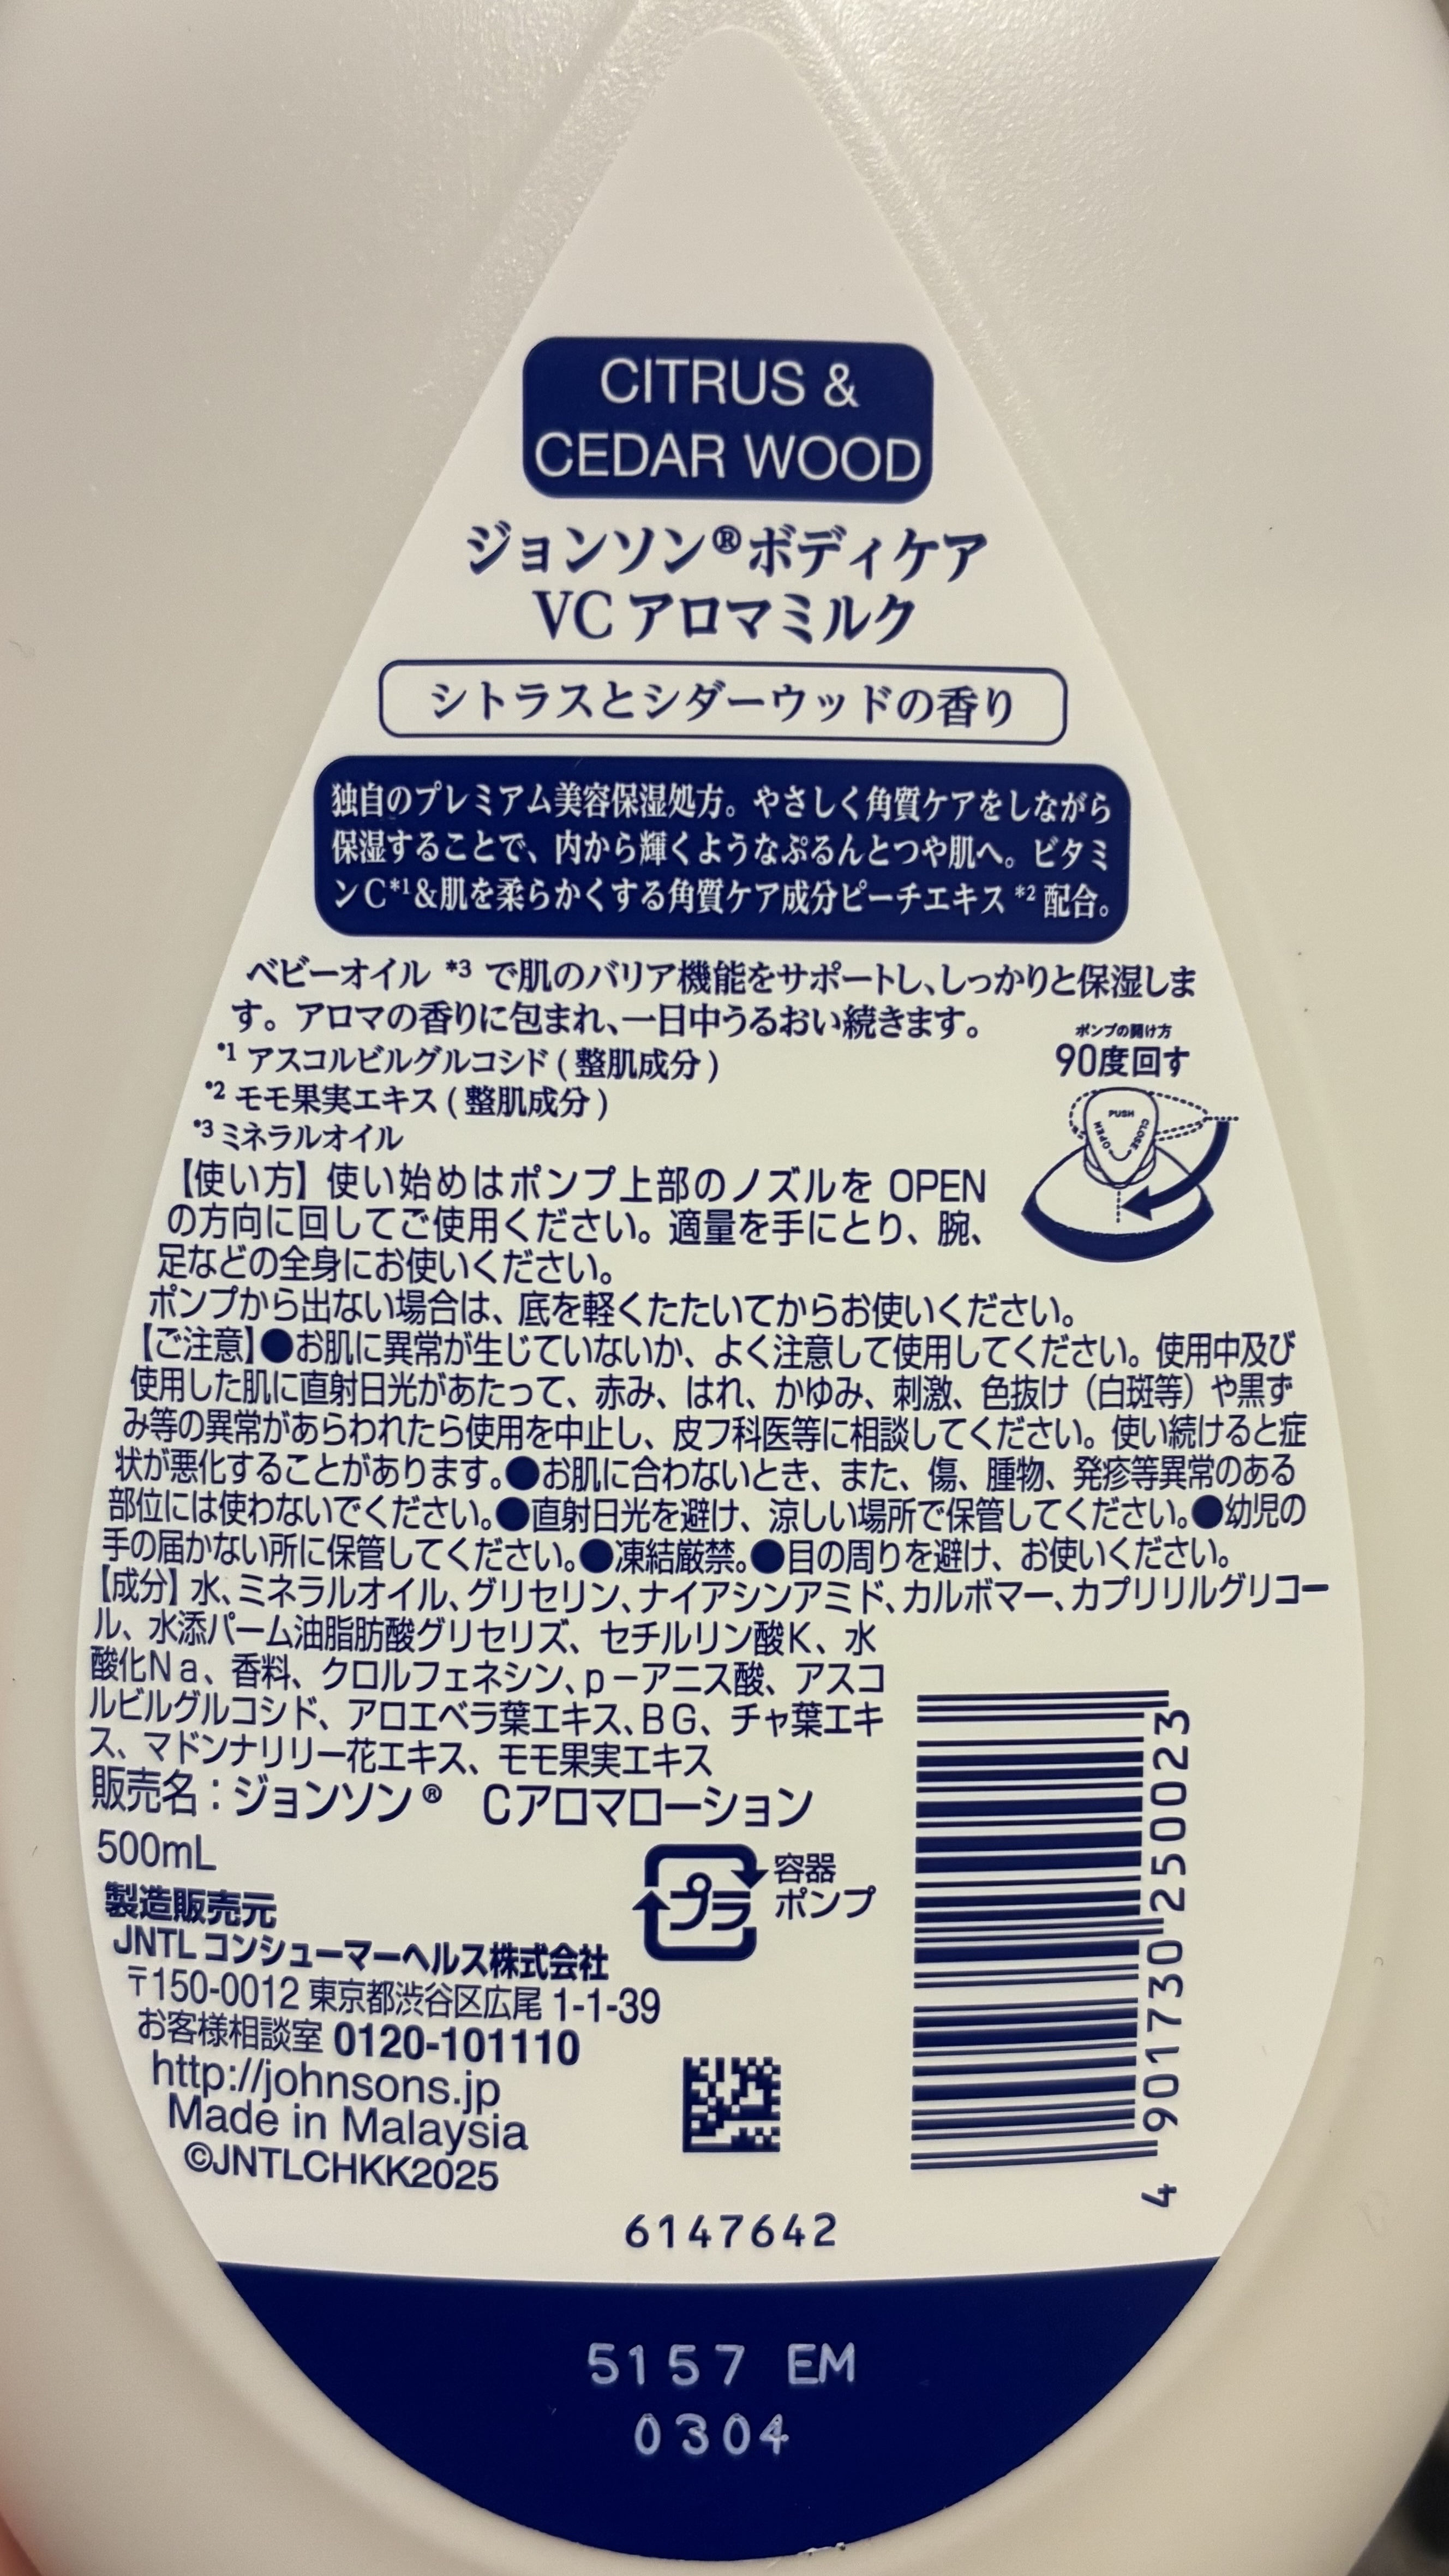 CITRUS &
CEDAR WOOD
ジョンソン®ボディケア
VC アロマミルク
シトラスとシダーウッドの香り
独自のプレミアム美容保湿処方。やさしく角質ケアをしながら
保湿することで、内から輝くようなぷるんとつや肌へ。ビタミ
ンC*1&肌を柔らかくする角質ケア成分ピーチエキス*2 配合。
ベビーオイル *3 で肌のバリア機能をサポートし、しっかりと保湿しま
す。アロマの香りに包まれ、一日中うるおい続きます。
*1 アスコルビルグルコシド ( 整肌成分 )
*2 モモ果実エキス ( 整肌成分 )
*3 ミネラルオイル
ポンプの開け方
90度回す
PUSH
OPEN
CLOSE
【使い方】使い始めはポンプ上部のノズルを OPEN
の方向に回してご使用ください。適量を手にとり、腕、
足などの全身にお使いください。
ポンプから出ない場合は、底を軽くたたいてからお使いください。
【ご注意】●お肌に異常が生じていないか、よく注意して使用してください。使用中及び
使用した肌に直射日光があたって、赤み、はれ、かゆみ、刺激、色抜け（白斑等）や黒ず
み等の異常があらわれたら使用を中止し、皮フ科医等に相談してください。使い続けると症
状が悪化することがあります。●お肌に合わないとき、また、傷、腫物、発疹等異常のある
部位には使わないでください。●直射日光を避け、涼しい場所で保管してください。●幼児の
手の届かない所に保管してください。●凍結厳禁。●目の周りを避け、お使いください。
【成分】水、ミネラルオイル、グリセリン、ナイアシンアミド、カルボマー、カプリリルグリコー
ル、水添パーム油脂肪酸グリセリズ、セチルリン酸K、水
酸化Na、香料、クロルフェネシン、p－アニス酸、アスコ
ルビルグルコシド、アロエベラ葉エキス、BG、チャ葉エキ
ス、マドンナリリー花エキス、モモ果実エキス
販売名：ジョンソン® Cアロマローション
500mL
プラ
容器
ポンプ
製造販売元
JNTL コンシューマーヘルス株式会社
〒150-0012 東京都渋谷区広尾 1-1-39
お客様相談室 0120-101110
http://johnsons.jp
Made in Malaysia
©JNTLCHKK2025
4 901730 250023
6147642
5157 EM
0304